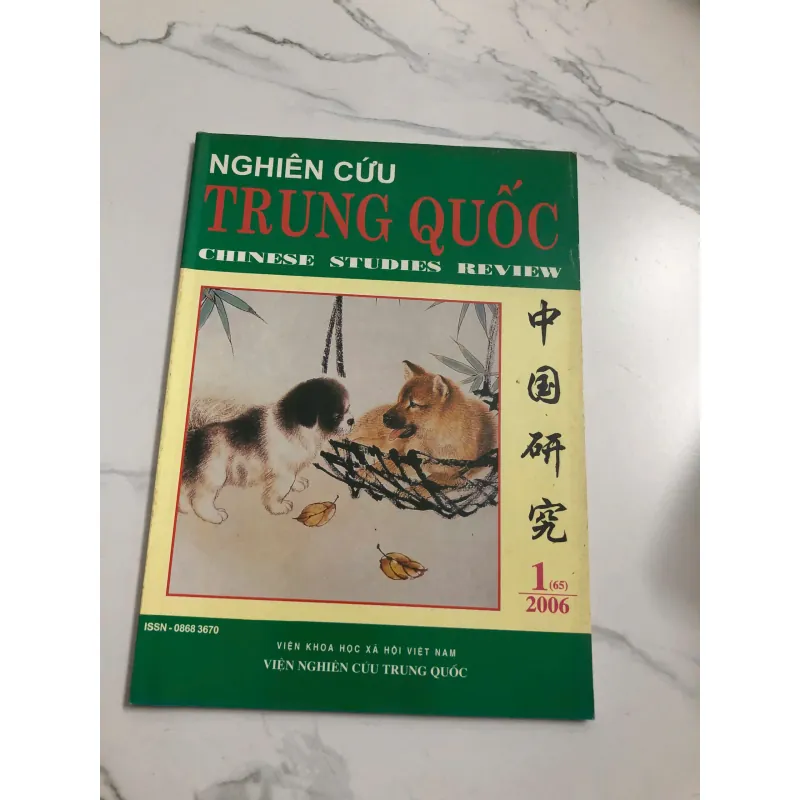 NGHIÊN CỨU
TRUNG QUỐC
CHINESE STUDIES REVIEW
中
国
研
究
1 (65)
2006
ISSN - 0868 3670
VIỆN KHOA HỌC XÃ HỘI VIỆT NAM
VIỆN NGHIÊN CỨU TRUNG QUỐC